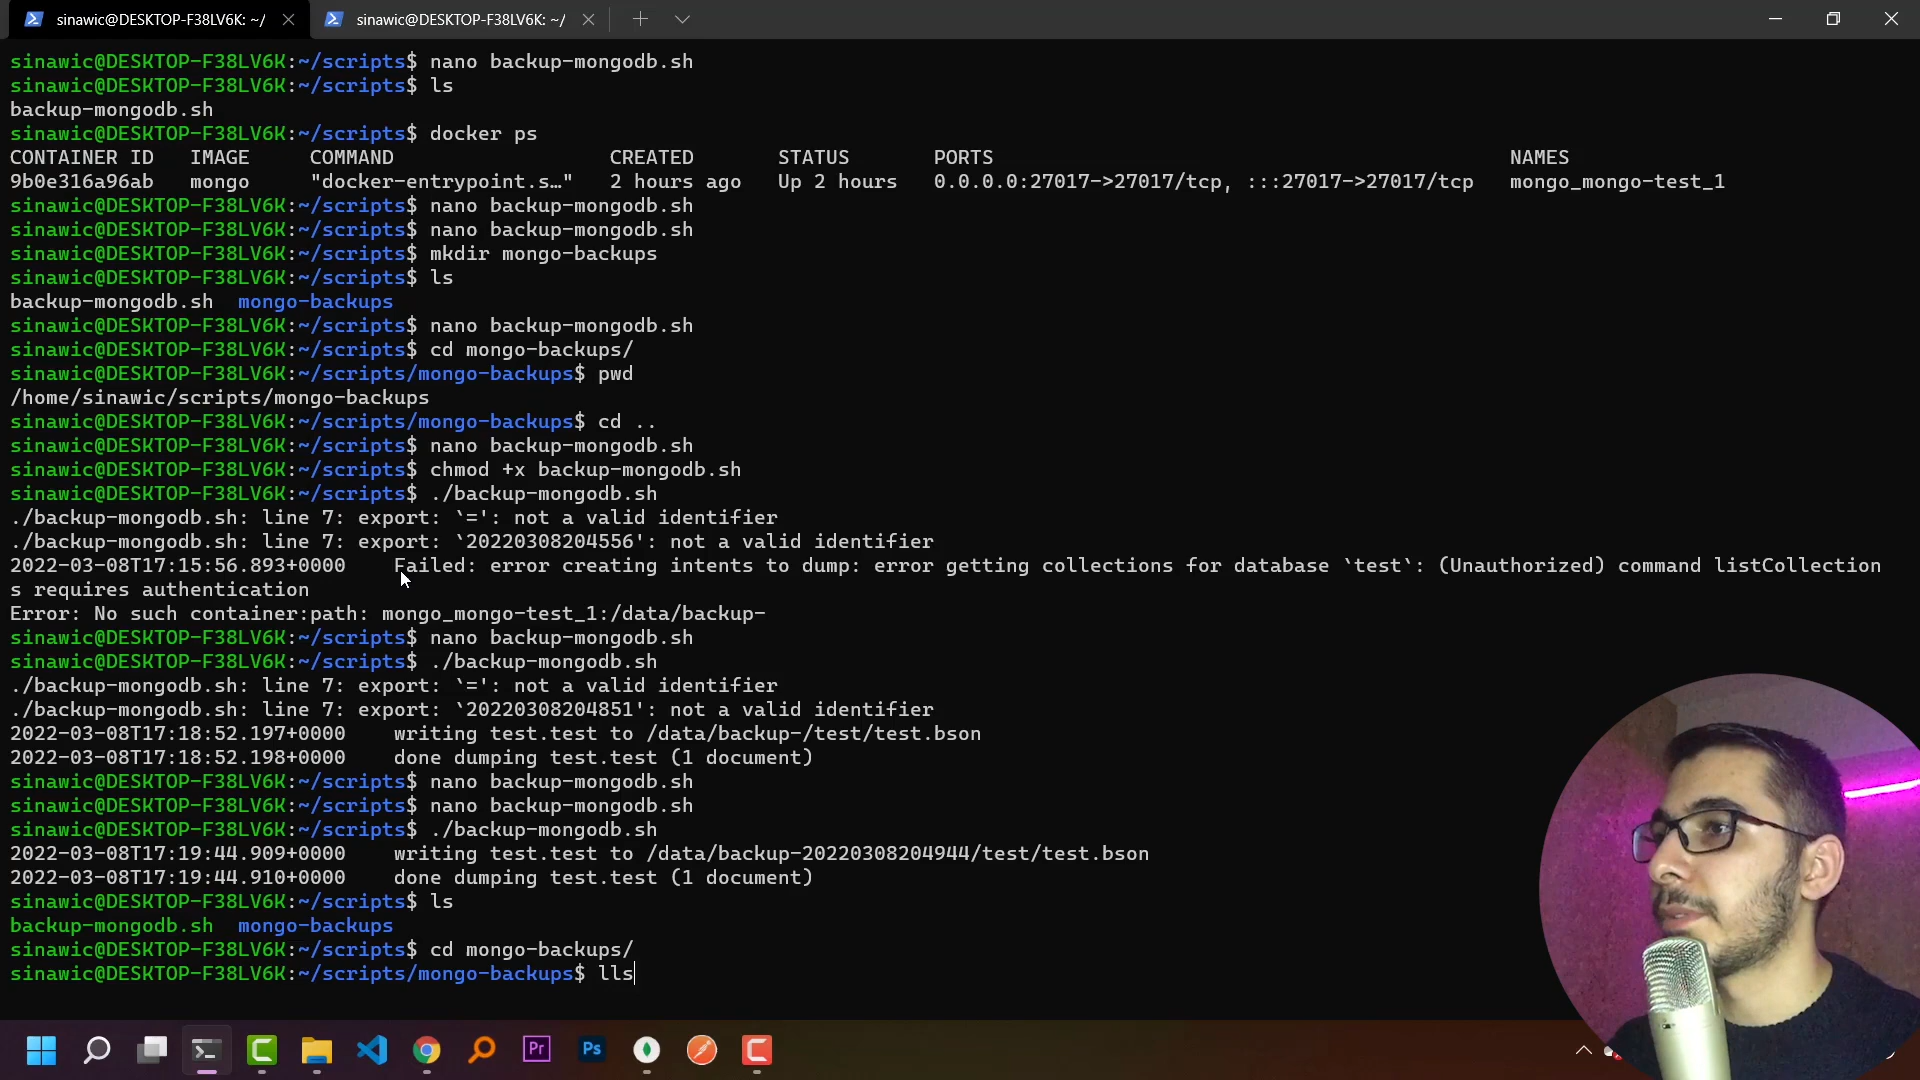 sinawic@DESKTOP-F38LV6K: ~/
sinawic@DESKTOP-F38LV6K: ~/
sinawic@DESKTOP-F38LV6K:~/scripts$ nano backup-mongodb.sh
sinawic@DESKTOP-F38LV6K:~/scripts$ ls
backup-mongodb.sh
sinawic@DESKTOP-F38LV6K:~/scripts$ docker ps
CONTAINER ID   IMAGE     COMMAND                  CREATED       STATUS       PORTS                                           NAMES
9b0e316a96ab   mongo     "docker-entrypoint.s…"   2 hours ago   Up 2 hours   0.0.0.0:27017->27017/tcp, :::27017->27017/tcp   mongo_mongo-test_1
sinawic@DESKTOP-F38LV6K:~/scripts$ nano backup-mongodb.sh
sinawic@DESKTOP-F38LV6K:~/scripts$ nano backup-mongodb.sh
sinawic@DESKTOP-F38LV6K:~/scripts$ mkdir mongo-backups
sinawic@DESKTOP-F38LV6K:~/scripts$ ls
backup-mongodb.sh  mongo-backups
sinawic@DESKTOP-F38LV6K:~/scripts$ nano backup-mongodb.sh
sinawic@DESKTOP-F38LV6K:~/scripts$ cd mongo-backups/
sinawic@DESKTOP-F38LV6K:~/scripts/mongo-backups$ pwd
/home/sinawic/scripts/mongo-backups
sinawic@DESKTOP-F38LV6K:~/scripts/mongo-backups$ cd ..
sinawic@DESKTOP-F38LV6K:~/scripts$ nano backup-mongodb.sh
sinawic@DESKTOP-F38LV6K:~/scripts$ chmod +x backup-mongodb.sh
sinawic@DESKTOP-F38LV6K:~/scripts$ ./backup-mongodb.sh
./backup-mongodb.sh: line 7: export: `=': not a valid identifier
./backup-mongodb.sh: line 7: export: `20220308204556': not a valid identifier
2022-03-08T17:15:56.893+0000    Failed: error creating intents to dump: error getting collections for database `test`: (Unauthorized) command listCollection
s requires authentication
Error: No such container:path: mongo_mongo-test_1:/data/backup-
sinawic@DESKTOP-F38LV6K:~/scripts$ nano backup-mongodb.sh
sinawic@DESKTOP-F38LV6K:~/scripts$ ./backup-mongodb.sh
./backup-mongodb.sh: line 7: export: `=': not a valid identifier
./backup-mongodb.sh: line 7: export: `20220308204851': not a valid identifier
2022-03-08T17:18:52.197+0000    writing test.test to /data/backup-/test/test.bson
2022-03-08T17:18:52.198+0000    done dumping test.test (1 document)
sinawic@DESKTOP-F38LV6K:~/scripts$ nano backup-mongodb.sh
sinawic@DESKTOP-F38LV6K:~/scripts$ nano backup-mongodb.sh
sinawic@DESKTOP-F38LV6K:~/scripts$ ./backup-mongodb.sh
2022-03-08T17:19:44.909+0000    writing test.test to /data/backup-20220308204944/test/test.bson
2022-03-08T17:19:44.910+0000    done dumping test.test (1 document)
sinawic@DESKTOP-F38LV6K:~/scripts$ ls
backup-mongodb.sh  mongo-backups
sinawic@DESKTOP-F38LV6K:~/scripts$ cd mongo-backups/
sinawic@DESKTOP-F38LV6K:~/scripts/mongo-backups$ lls
Pr
Ps